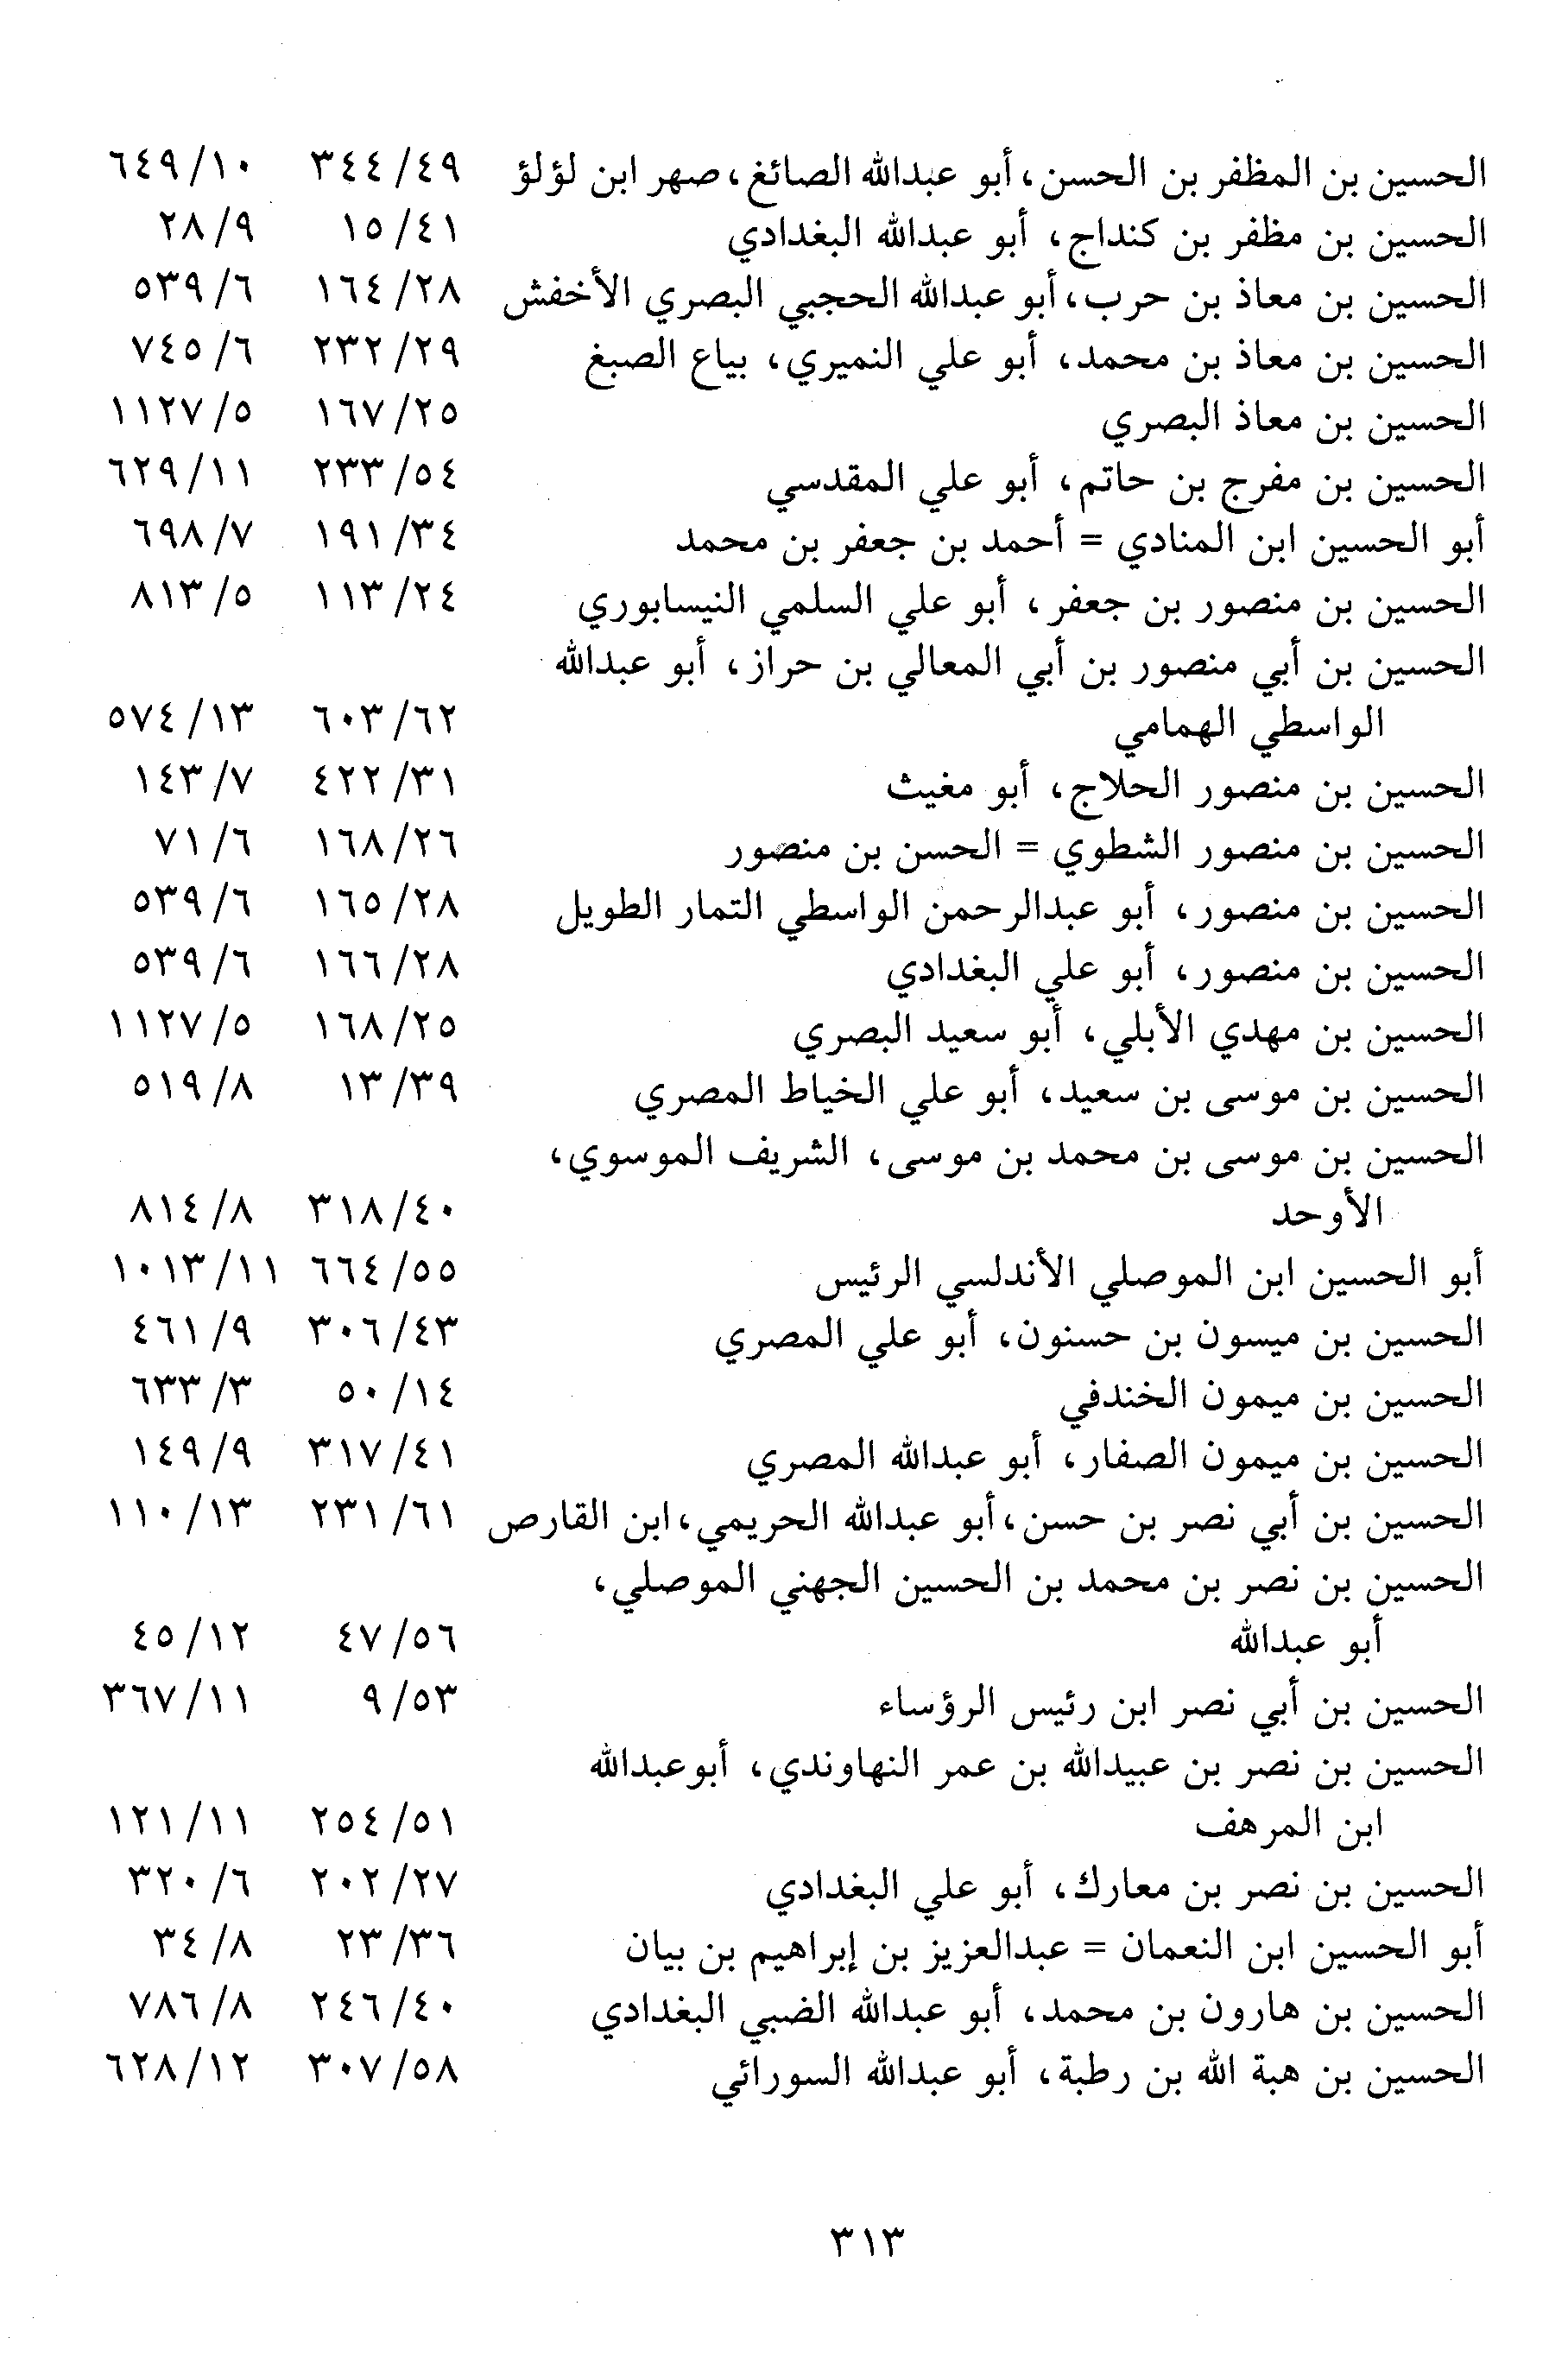 الحسين بن المظفر بن الحسن، أبو عبدالله الصائغ، صهر ابن لؤلؤ ٣٤٤/٤٩ ٦٤٩/١٠
الحسين بن مظفر بن كنداج، أبو عبدالله البغدادي ١٥/٤١ ٢٨/٩
الحسين بن معاذ بن حرب، أبو عبدالله الحجبي البصري الأخفش ١٦٤/٢٨ ٥٣٩/٦
الحسين بن معاذ بن محمد، أبو علي النميري، بياع الصبغ ٢٣٢/٢٩ ٧٤٥/٦
الحسين بن معاذ البصري ١٦٧/٢٥ ١١٢٧/٥
الحسين بن مفرج بن حاتم، أبو علي المقدسي ٢٣٣/٥٤ ٦٢٩/١١
أبو الحسين ابن المنادي = أحمد بن جعفر بن محمد ١٩١/٣٤ ٦٩٨/٧
الحسين بن منصور بن جعفر، أبو علي السلمي النيسابوري ١١٣/٢٤ ٨١٣/٥
الحسين بن أبي منصور بن أبي المعالي بن حراز، أبو عبدالله
الواسطي الهمامي ٦٠٣/٦٢ ٥٧٤/١٣
الحسين بن منصور الحلاج، أبو مغيث ٤٢٢/٣١ ١٤٣/٧
الحسين بن منصور الشطوي = الحسن بن منصور ١٦٨/٢٦ ٧١/٦
الحسين بن منصور، أبو عبدالرحمن الواسطي التمار الطويل ١٦٥/٢٨ ٥٣٩/٦
الحسين بن منصور، أبو علي البغدادي ١٦٦/٢٨ ٥٣٩/٦
الحسين بن مهدي الأبلي، أبو سعيد البصري ١٦٨/٢٥ ١١٢٧/٥
الحسين بن موسى بن سعيد، أبو علي الخياط المصري ١٣/٣٩ ٥١٩/٨
الحسين بن موسى بن محمد بن موسى، الشريف الموسوي،
الأوحد ٣١٨/٤٠ ٨١٤/٨
أبو الحسين ابن الموصلي الأندلسي الرئيس ٦٦٤/٥٥ ١٠١٣/١١
الحسين بن ميسون بن حسنون، أبو علي المصري ٣٠٦/٤٣ ٤٦١/٩
الحسين بن ميمون الخندفي ٥٠/١٤ ٦٣٣/٣
الحسين بن ميمون الصفار، أبو عبدالله المصري ٣١٧/٤١ ١٤٩/٩
الحسين بن أبي نصر بن حسن، أبو عبدالله الحريمي، ابن القارص ٢٣١/٦١ ١١٠/١٣
الحسين بن نصر بن محمد بن الحسين الجهني الموصلي،
أبو عبدالله ٤٧/٥٦ ٤٥/١٢
الحسين بن أبي نصر ابن رئيس الرؤساء ٩/٥٣ ٣٦٧/١١
الحسين بن نصر بن عبيدالله بن عمر النهاوندي، أبوعبدالله
ابن المرهف ٢٥٤/٥١ ١٢١/١١
الحسين بن نصر بن معارك، أبو علي البغدادي ٢٠٢/٢٧ ٣٢٠/٦
أبو الحسين ابن النعمان = عبدالعزيز بن إبراهيم بن بيان ٢٣/٣٦ ٣٤/٨
الحسين بن هارون بن محمد، أبو عبدالله الضبي البغدادي ٢٤٦/٤٠ ٧٨٦/٨
الحسين بن هبة الله بن رطبة، أبو عبدالله السورائي ٣٠٧/٥٨ ٦٢٨/١٢
٣١٣